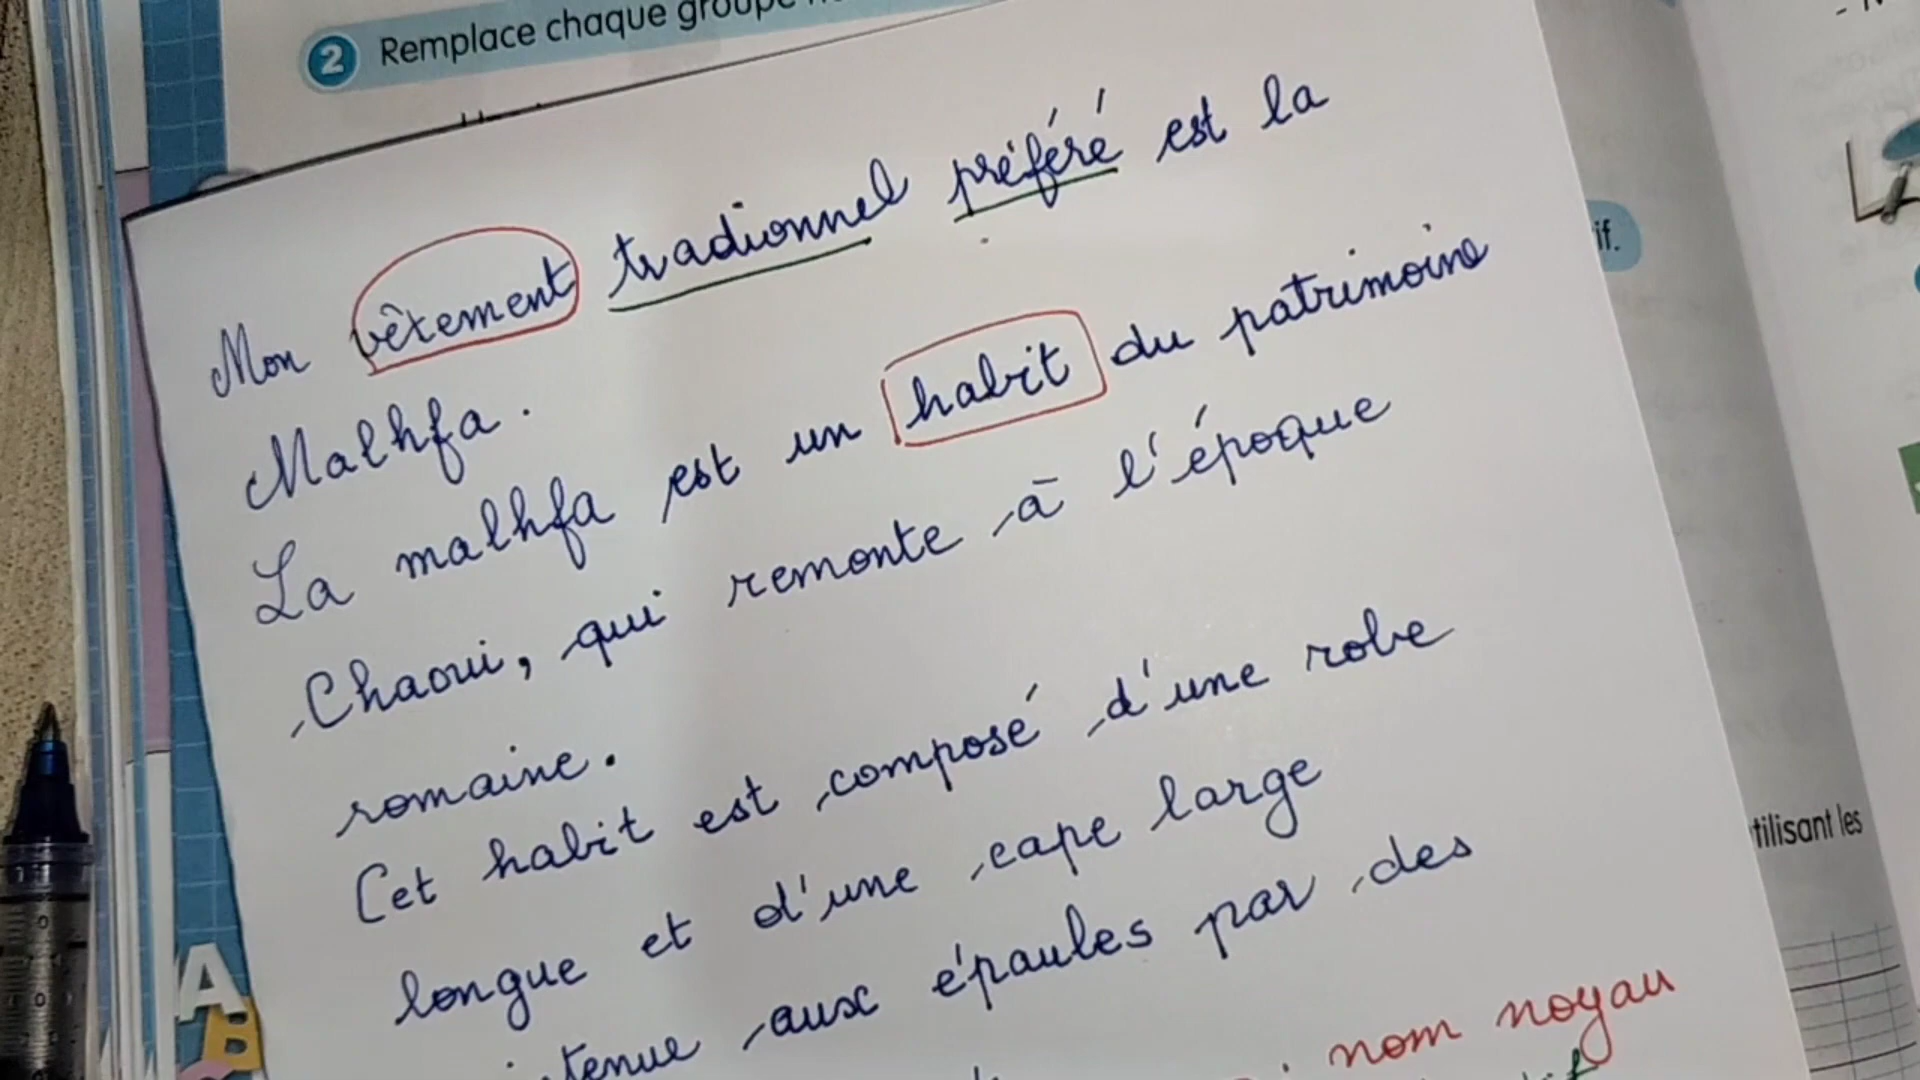 2 Remplace chaque groupe
Mon vêtement tradionnel préféré est la
Malhfa.
La malhfa est un habit du patrimoine
Chaoui, qui remonte à l'époque
romaine.
Cet habit est composé d'une robe
longue et d'une cape large
tenue aux épaules par des
nom noyau
if.
tilisant les
A
B